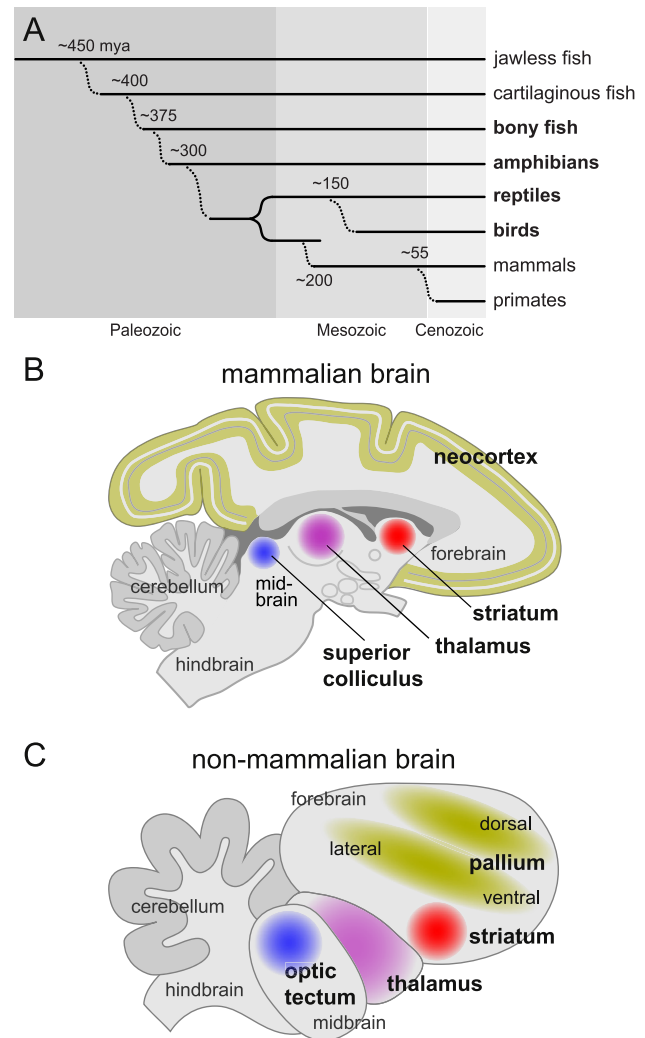 A
~450 mya
jawless fish
~400
cartilaginous fish
~375
bony fish
~300
amphibians
~150
reptiles
birds
~55
mammals
~200
primates
Paleozoic
Mesozoic
Cenozoic
B
mammalian brain
neocortex
forebrain
cerebellum
mid-
brain
striatum
thalamus
superior
colliculus
hindbrain
C
non-mammalian brain
forebrain
dorsal
lateral
pallium
ventral
cerebellum
striatum
optic
tectum
thalamus
hindbrain
midbrain